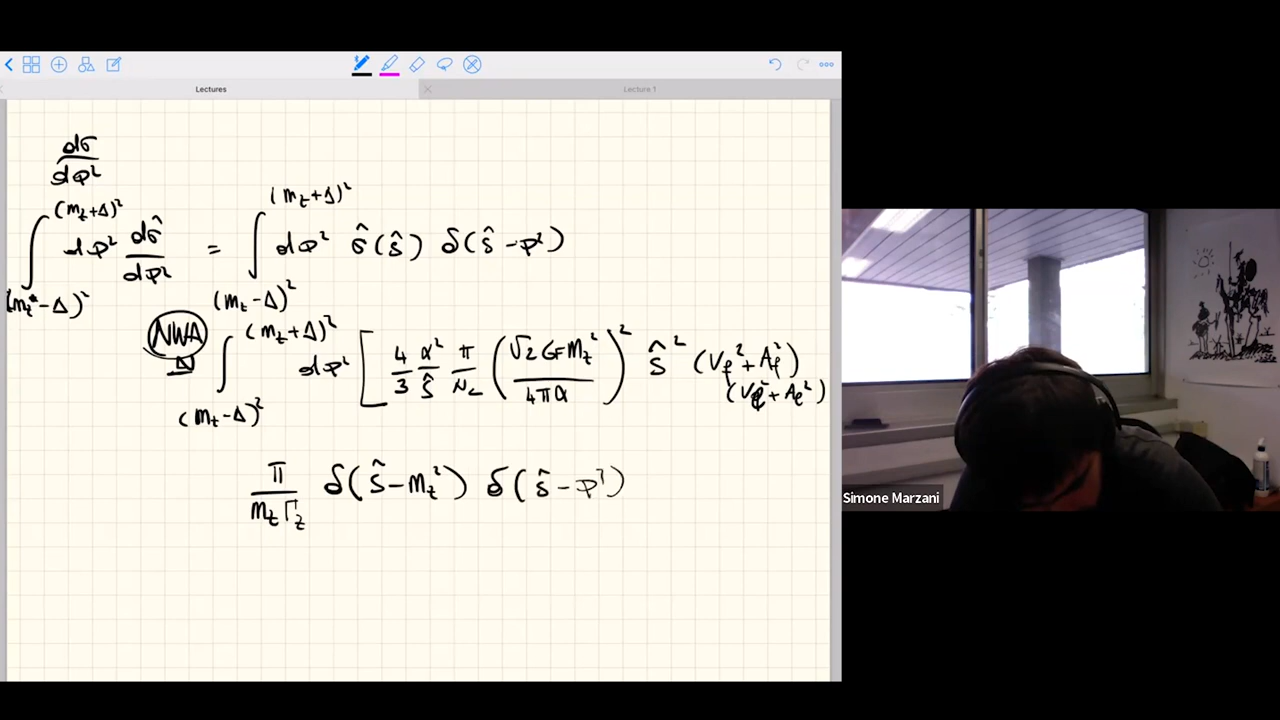 Lectures
Lecture 1
dσ/dQ²
∫_{(m_z-Δ)²}^{(m_z+Δ)²} dQ² dσ̂/dQ² = ∫_{(m_z-Δ)²}^{(m_z+Δ)²} dQ² σ̂(ŝ) δ(ŝ-Q²)
NWA ∫_{(m_z-Δ)²}^{(m_z+Δ)²} dQ² [ 4/3 α²/ŝ π/N_c (√2 G_F m_z²/4πα)² ŝ² (V_f²+A_f²)
(V_q²+A_q²)
π/(m_z Γ_z) δ(ŝ-m_z²) δ(ŝ-Q²)
Simone Marzani